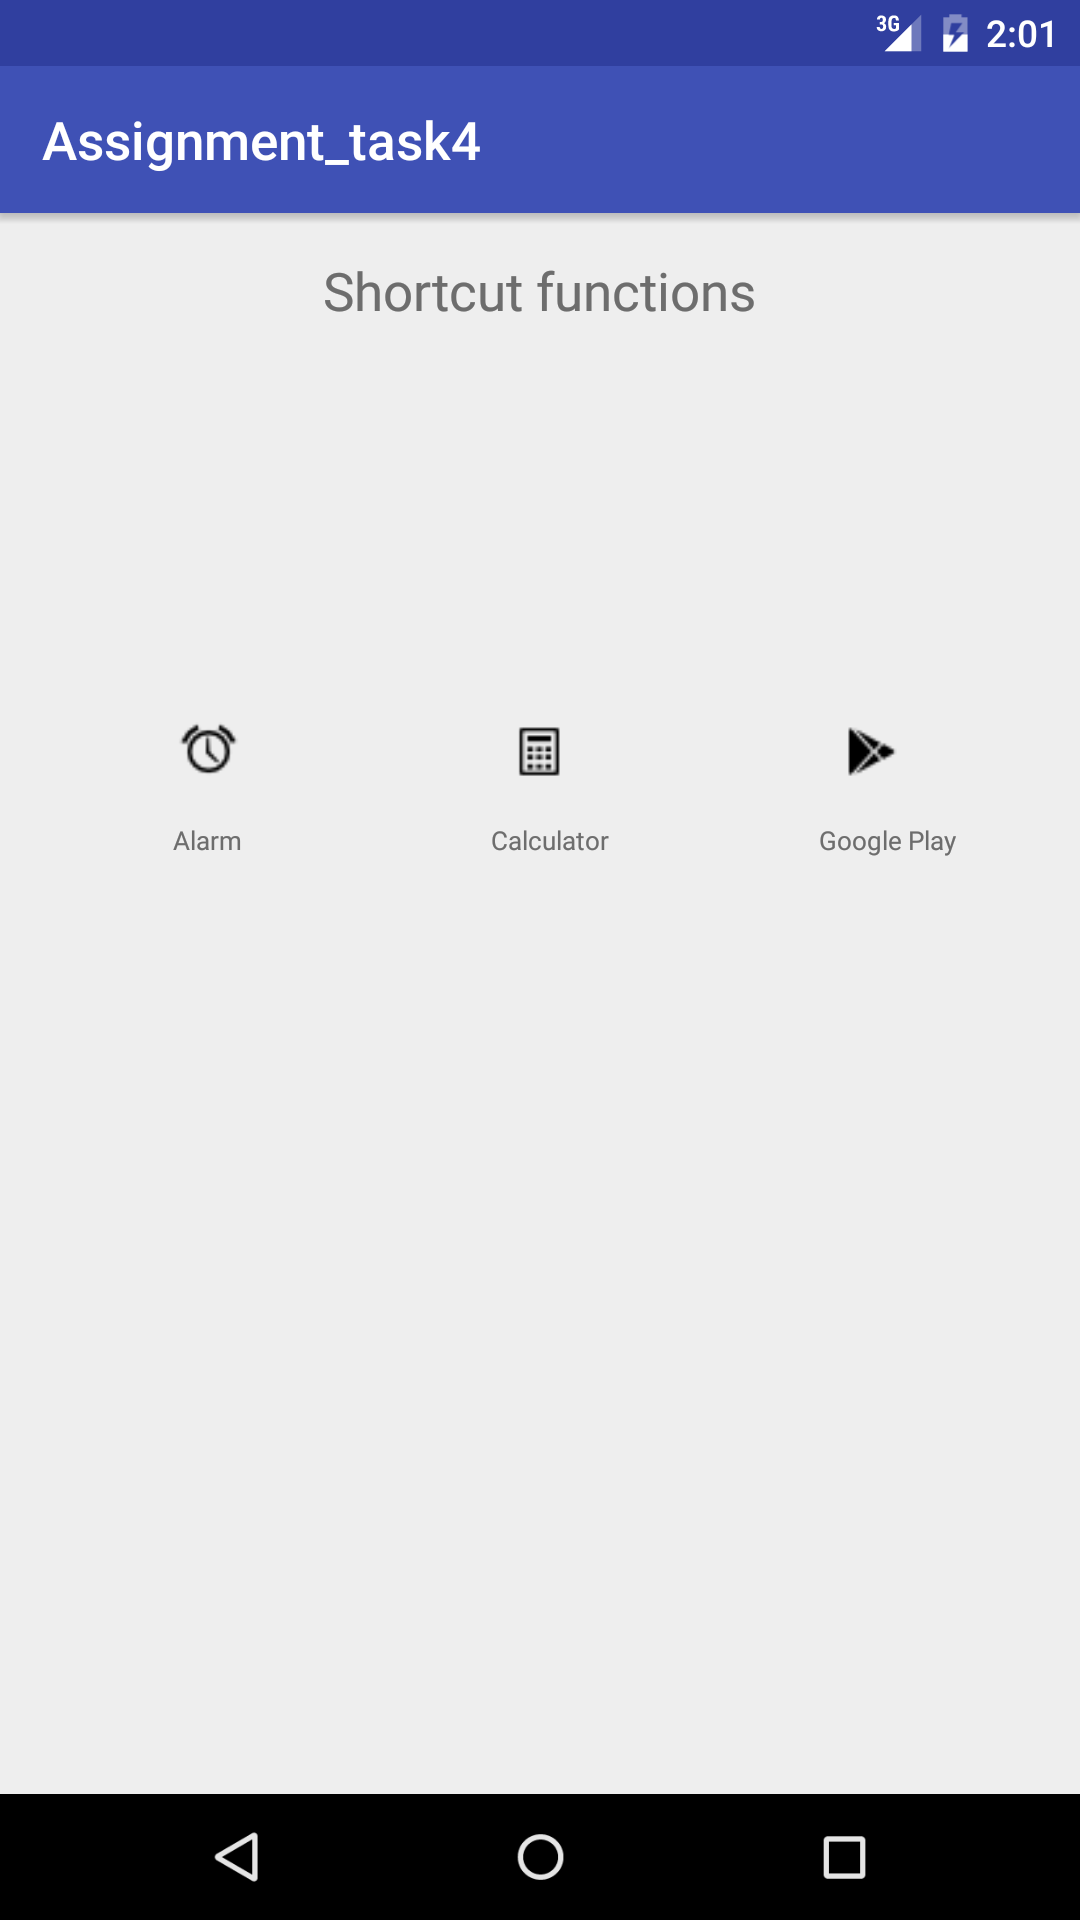 3G 2:01
Assignment_task4
Shortcut functions
Alarm Calculator Google Play